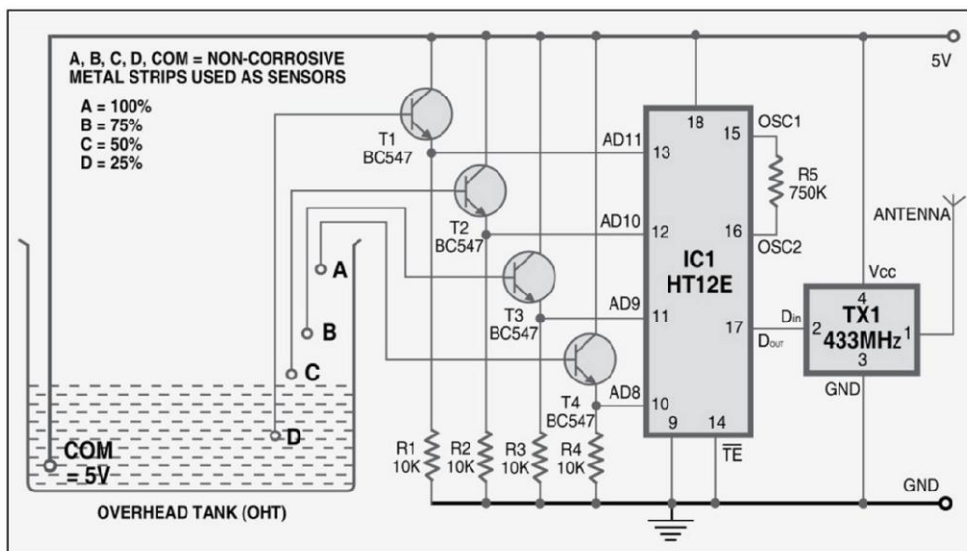 A, B, C, D, COM = NON-CORROSIVE
METAL STRIPS USED AS SENSORS
A = 100%
B = 75%
C = 50%
D = 25%
5V
T1
BC547
AD11
13
18
15
OSC1
R5
750K
T2
BC547
AD10
12
16
OSC2
ANTENNA
IC1
HT12E
A
T3
BC547
AD9
11
Vcc
4
TX1
433MHz
2
1
3
Din
17
DOUT
GND
B
C
T4
BC547
AD8
10
9
14
TE
D
R1
10K
R2
10K
R3
10K
R4
10K
COM
= 5V
GND
OVERHEAD TANK (OHT)